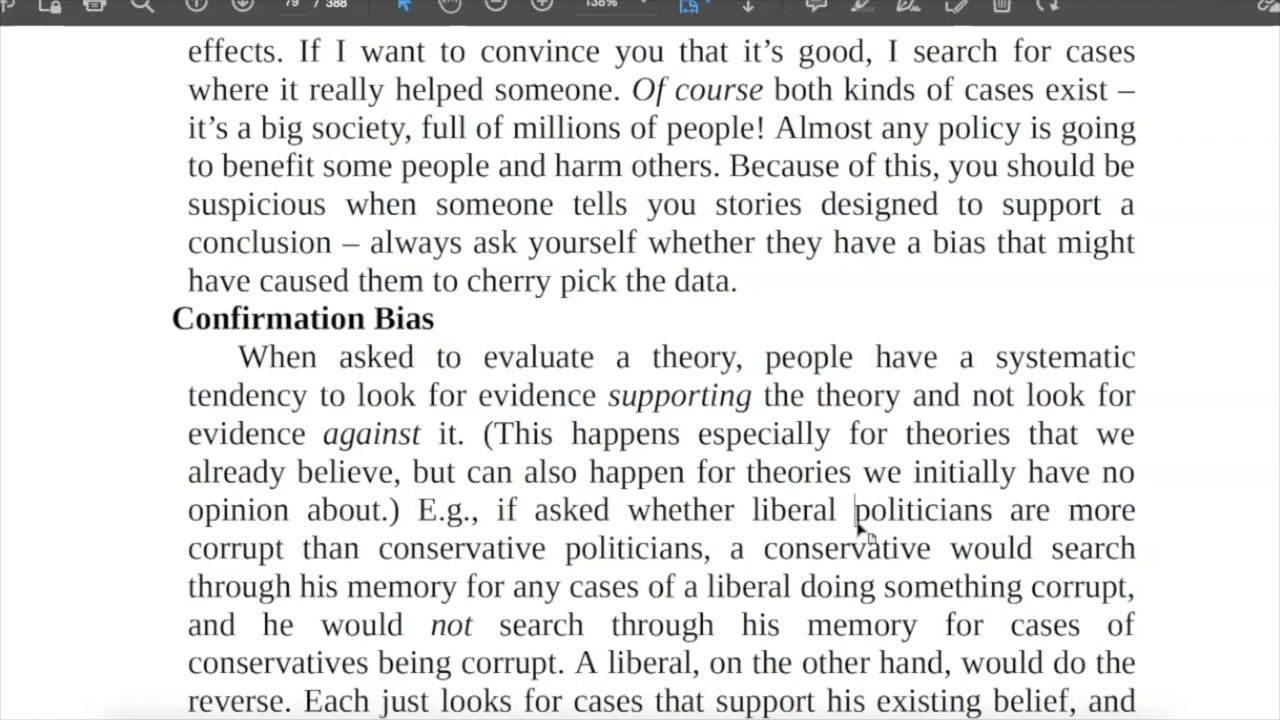 79 / 388 138%
effects. If I want to convince you that it’s good, I search for cases
where it really helped someone. Of course both kinds of cases exist –
it’s a big society, full of millions of people! Almost any policy is going
to benefit some people and harm others. Because of this, you should be
suspicious when someone tells you stories designed to support a
conclusion – always ask yourself whether they have a bias that might
have caused them to cherry pick the data.
Confirmation Bias
When asked to evaluate a theory, people have a systematic
tendency to look for evidence supporting the theory and not look for
evidence against it. (This happens especially for theories that we
already believe, but can also happen for theories we initially have no
opinion about.) E.g., if asked whether liberal politicians are more
corrupt than conservative politicians, a conservative would search
through his memory for any cases of a liberal doing something corrupt,
and he would not search through his memory for cases of
conservatives being corrupt. A liberal, on the other hand, would do the
reverse. Each just looks for cases that support his existing belief, and